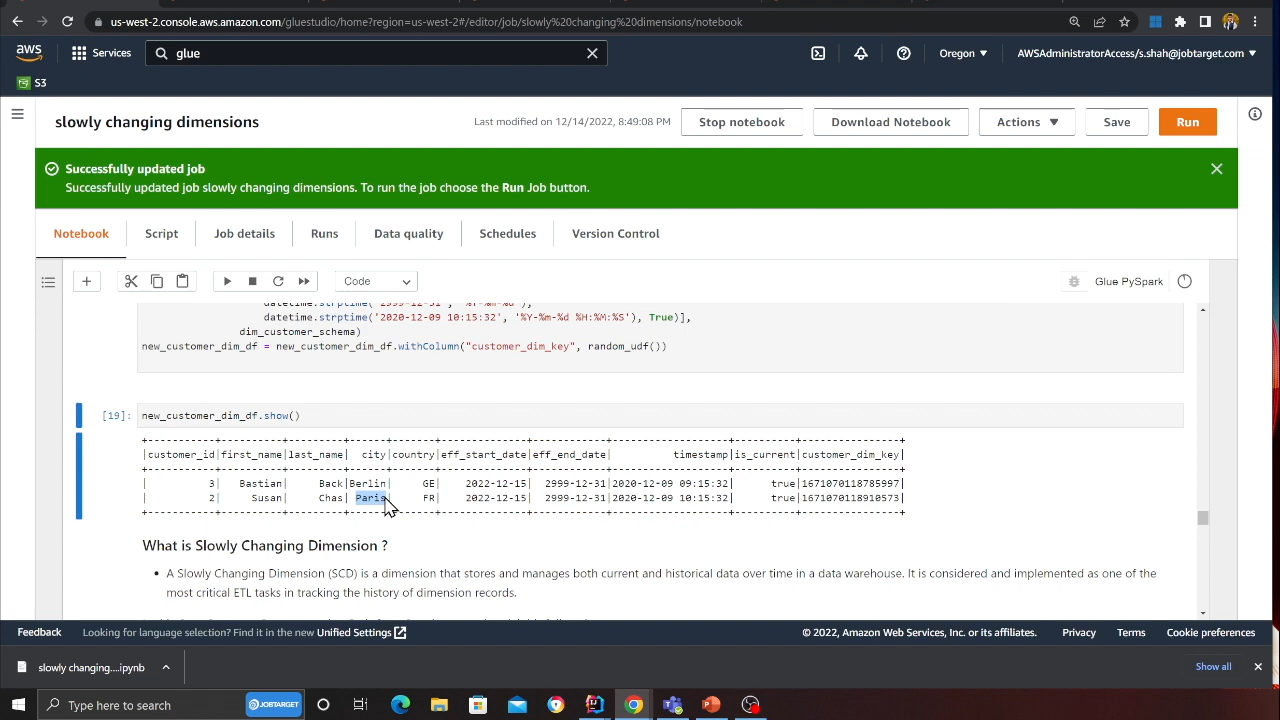 us-west-2.console.aws.amazon.com/gluestudio/home?region=us-west-2#/editor/job/slowly%20changing%20dimensions/notebook
aws
Services
glue
Oregon
AWSAdministratorAccess/s.shah@jobtarget.com
S3
slowly changing dimensions
Last modified on 12/14/2022, 8:49:08 PM
Stop notebook
Download Notebook
Actions
Save
Run
Successfully updated job
Successfully updated job slowly changing dimensions. To run the job choose the Run Job button.
Notebook
Script
Job details
Runs
Data quality
Schedules
Version Control
Code
Glue PySpark
datetime.strptime('2999-12-31', '%Y-%m-%d'),
datetime.strptime('2020-12-09 10:15:32', '%Y-%m-%d %H:%M:%S'), True)],
dim_customer_schema)
new_customer_dim_df = new_customer_dim_df.withColumn("customer_dim_key", random_udf())
[19]: new_customer_dim_df.show()
+-----------+----------+---------+------+-------+--------------+------------+-------------------+----------+----------------+
|customer_id|first_name|last_name|  city|country|eff_start_date|eff_end_date|          timestamp|is_current|customer_dim_key|
+-----------+----------+---------+------+-------+--------------+------------+-------------------+----------+----------------+
|          3|   Bastian|     Back|Berlin|     GE|    2022-12-15|  2999-12-31|2020-12-09 09:15:32|      true|1671070118785997|
|          2|     Susan|     Chas| Paris|     FR|    2022-12-15|  2999-12-31|2020-12-09 10:15:32|      true|1671070118910573|
+-----------+----------+---------+------+-------+--------------+------------+-------------------+----------+----------------+
What is Slowly Changing Dimension ?
• A Slowly Changing Dimension (SCD) is a dimension that stores and manages both current and historical data over time in a data warehouse. It is considered and implemented as one of the
most critical ETL tasks in tracking the history of dimension records.
Feedback
Looking for language selection? Find it in the new Unified Settings
© 2022, Amazon Web Services, Inc. or its affiliates.
Privacy
Terms
Cookie preferences
slowly changing....ipynb
Show all
Type here to search
JOBTARGET